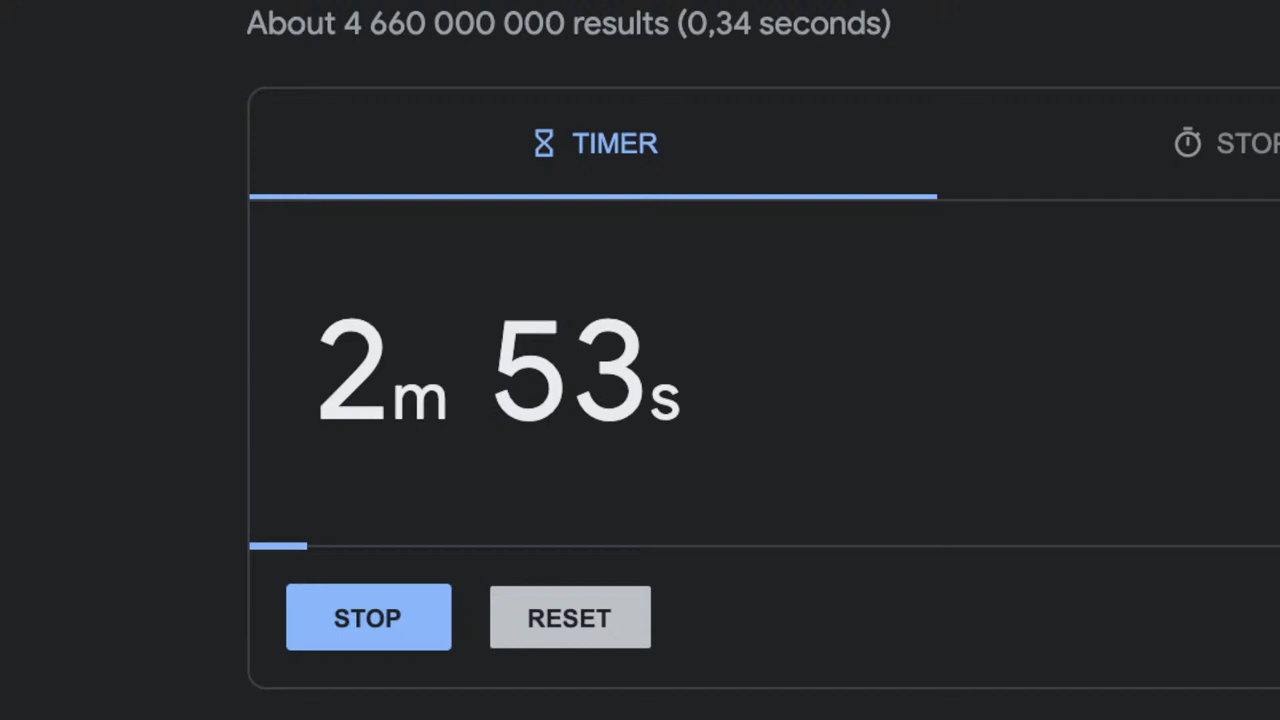 About 4 660 000 000 results (0,34 seconds)
TIMER
2m 53s
STOP RESET